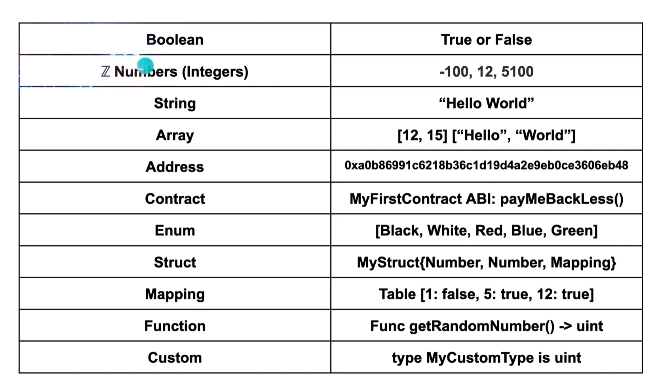 Boolean
True or False
ℤ Numbers (Integers)
-100, 12, 5100
String
“Hello World”
Array
[12, 15] [“Hello”, “World”]
Address
0xa0b86991c6218b36c1d19d4a2e9eb0ce3606eb48
Contract
MyFirstContract ABI: payMeBackLess()
Enum
[Black, White, Red, Blue, Green]
Struct
MyStruct{Number, Number, Mapping}
Mapping
Table [1: false, 5: true, 12: true]
Function
Func getRandomNumber() -> uint
Custom
type MyCustomType is uint